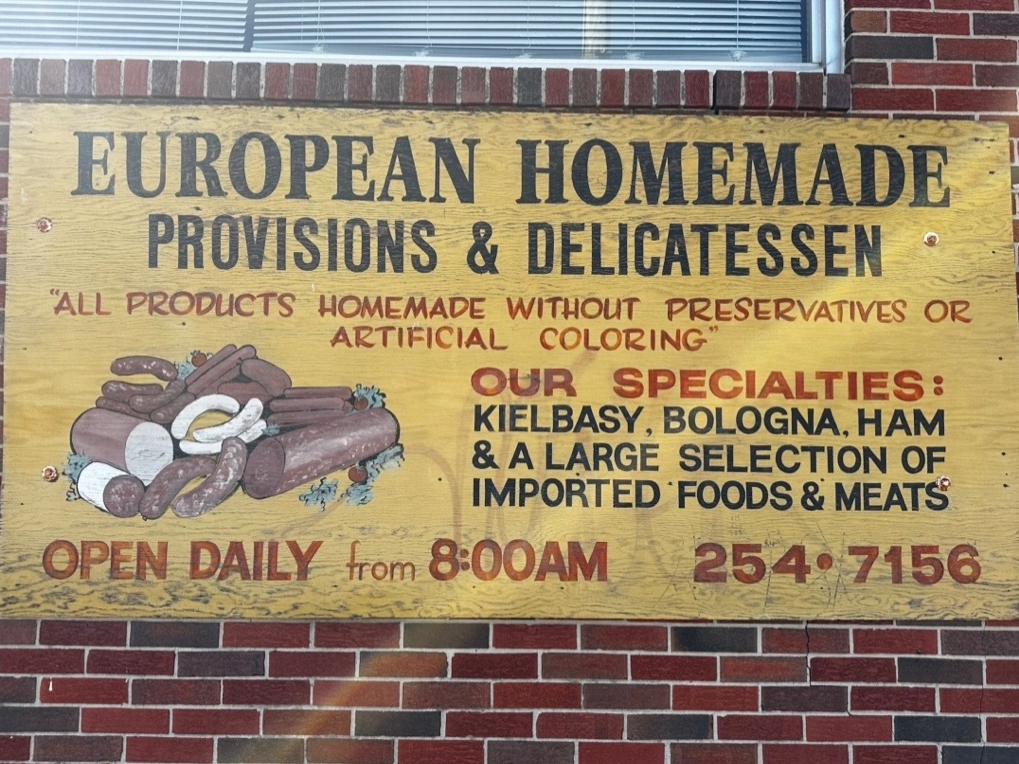 EUROPEAN HOMEMADE
PROVISIONS & DELICATESSEN
"ALL PRODUCTS HOMEMADE WITHOUT PRESERVATIVES OR
ARTIFICIAL COLORING"
OUR SPECIALTIES:
KIELBASY, BOLOGNA, HAM
& A LARGE SELECTION OF
IMPORTED FOODS & MEATS
OPEN DAILY from 8:00AM 254•7156